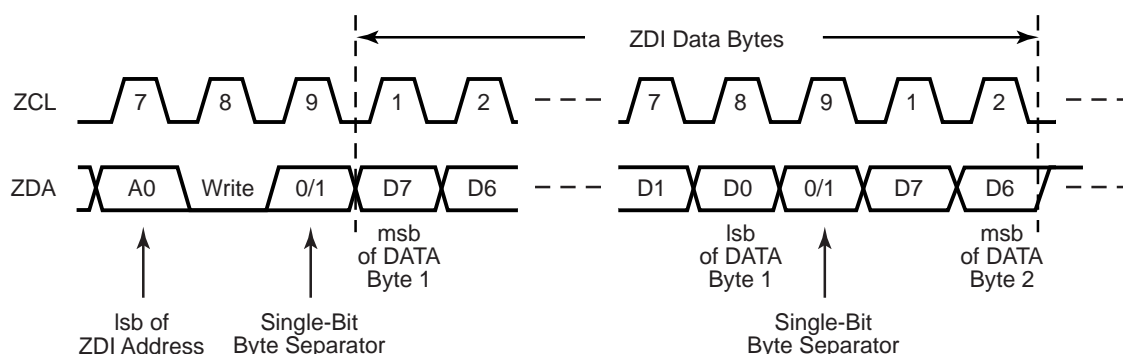 ZDI Data Bytes
ZCL 7 8 9 1 2 7 8 9 1 2
ZDA A0 Write 0/1 D7 D6 D1 D0 0/1 D7 D6
msb
of DATA
Byte 1
lsb
of DATA
Byte 1
msb
of DATA
Byte 2
lsb of
ZDI Address
Single-Bit
Byte Separator
Single-Bit
Byte Separator